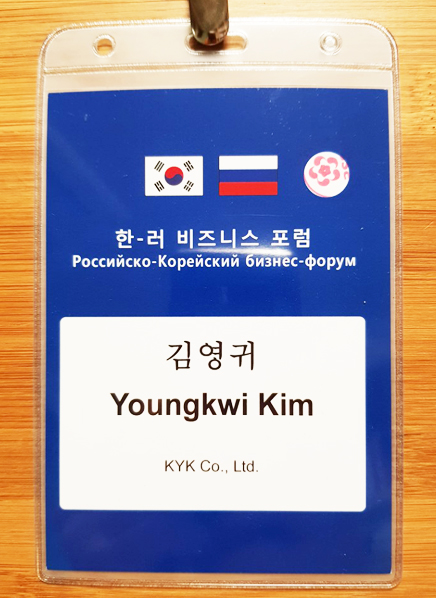 한-러 비즈니스 포럼
Российско-Корейский бизнес-форум
김영귀
Youngkwi Kim
KYK Co., Ltd.